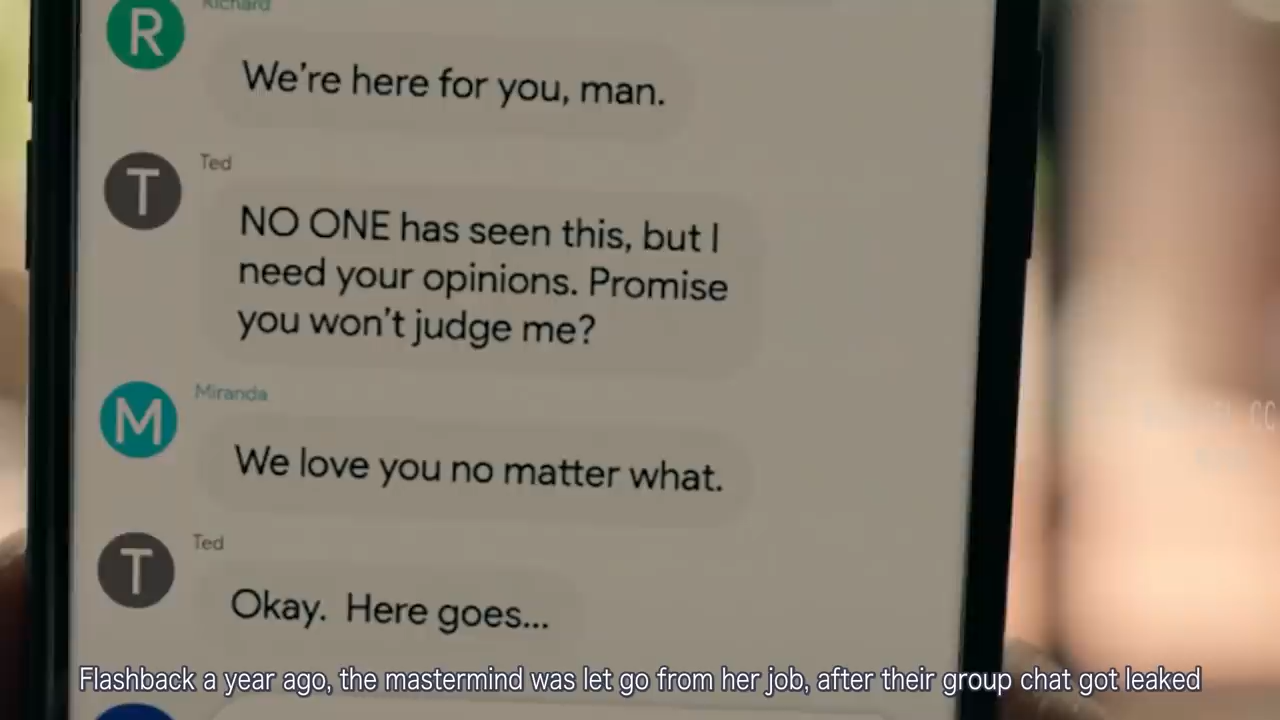 Richard
R
We're here for you, man.
Ted
T
NO ONE has seen this, but I
need your opinions. Promise
you won't judge me?
Miranda
M
We love you no matter what.
Ted
T
Okay.  Here goes...
Flashback a year ago, the mastermind was let go from her job, after their group chat got leaked